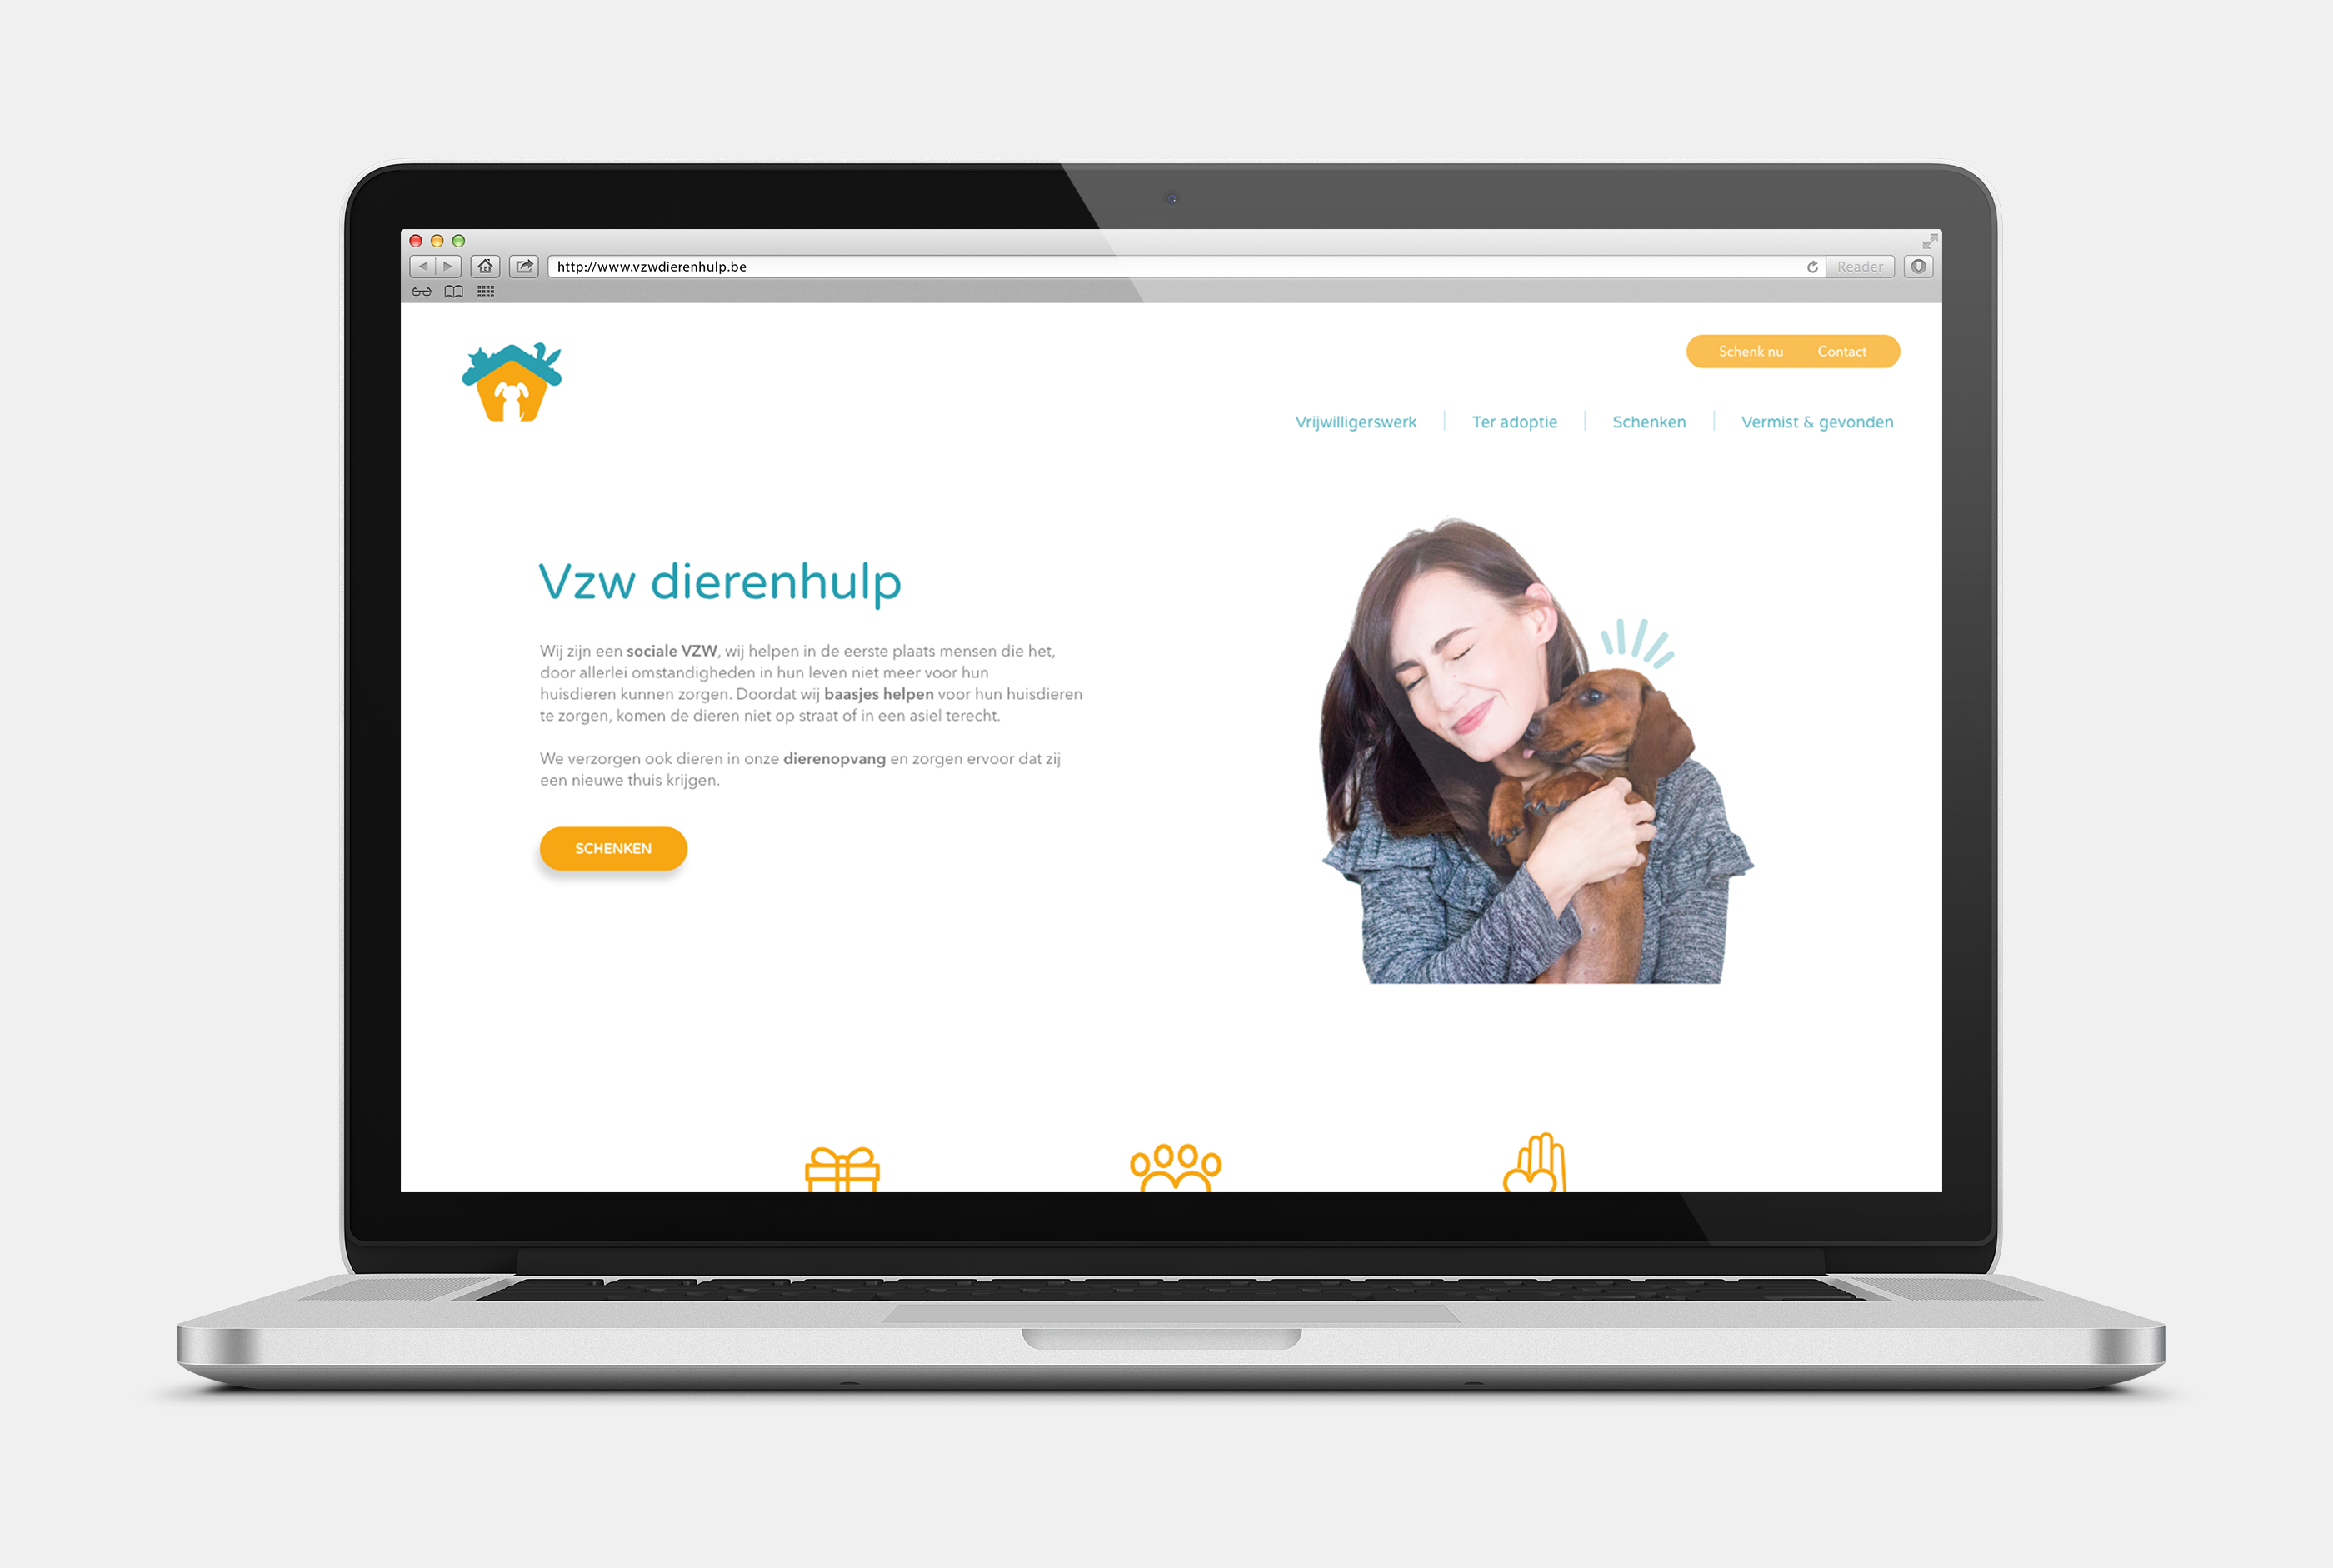 http://www.vzwdierenhulp.be
Reader
Schenk nu Contact
Vrijwilligerswerk Ter adoptie Schenken Vermist & gevonden
Vzw dierenhulp
Wij zijn een sociale VZW, wij helpen in de eerste plaats mensen die het,
door allerlei omstandigheden in hun leven niet meer voor hun
huisdieren kunnen zorgen. Doordat wij baasjes helpen voor hun huisdieren
te zorgen, komen de dieren niet op straat of in een asiel terecht.
We verzorgen ook dieren in onze dierenopvang en zorgen ervoor dat zij
een nieuwe thuis krijgen.
SCHENKEN